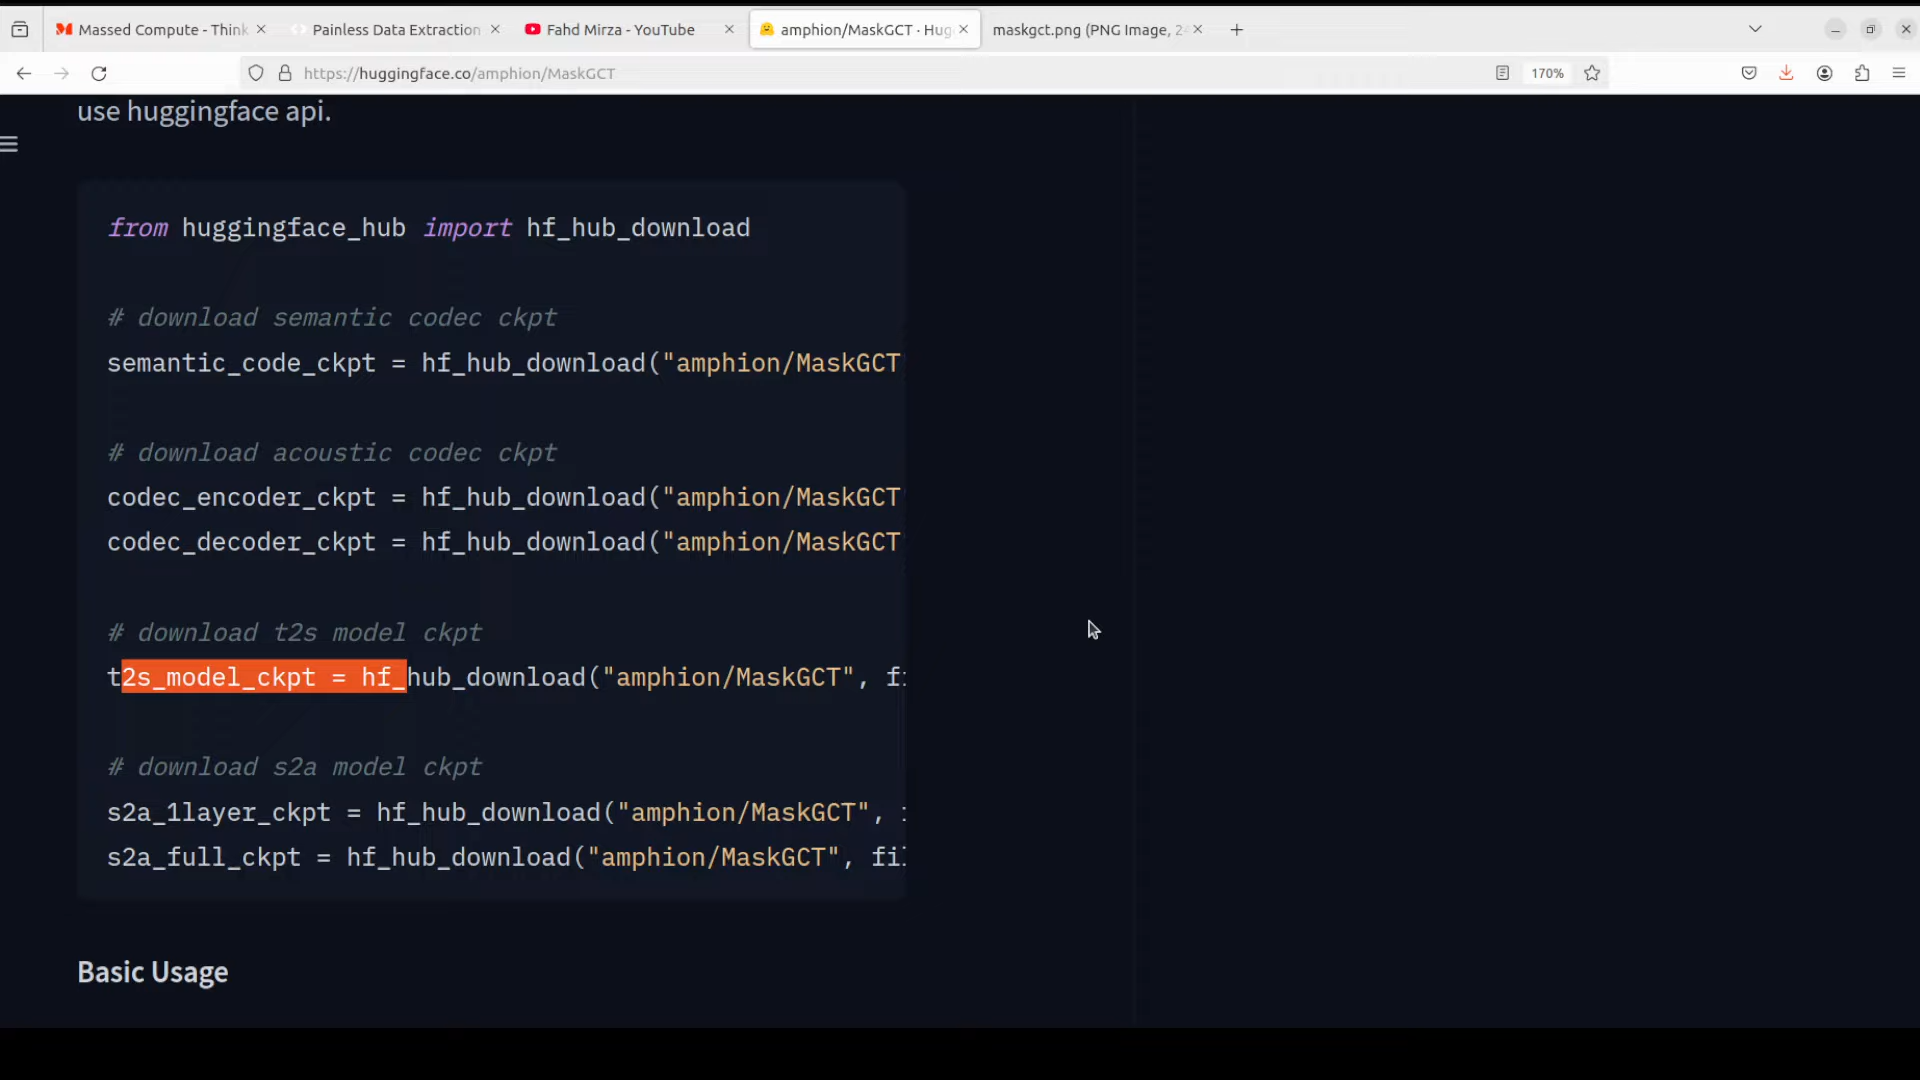 Massed Compute - Think
Painless Data Extraction
Fahd Mirza - YouTube
amphion/MaskGCT · Hug
maskgct.png (PNG Image, 2
https://huggingface.co/amphion/MaskGCT
170%
use huggingface api.
from huggingface_hub import hf_hub_download
# download semantic codec ckpt
semantic_code_ckpt = hf_hub_download("amphion/MaskGCT
# download acoustic codec ckpt
codec_encoder_ckpt = hf_hub_download("amphion/MaskGCT
codec_decoder_ckpt = hf_hub_download("amphion/MaskGCT
# download t2s model ckpt
t2s_model_ckpt = hf_hub_download("amphion/MaskGCT", f
# download s2a model ckpt
s2a_1layer_ckpt = hf_hub_download("amphion/MaskGCT",
s2a_full_ckpt = hf_hub_download("amphion/MaskGCT", fi
Basic Usage